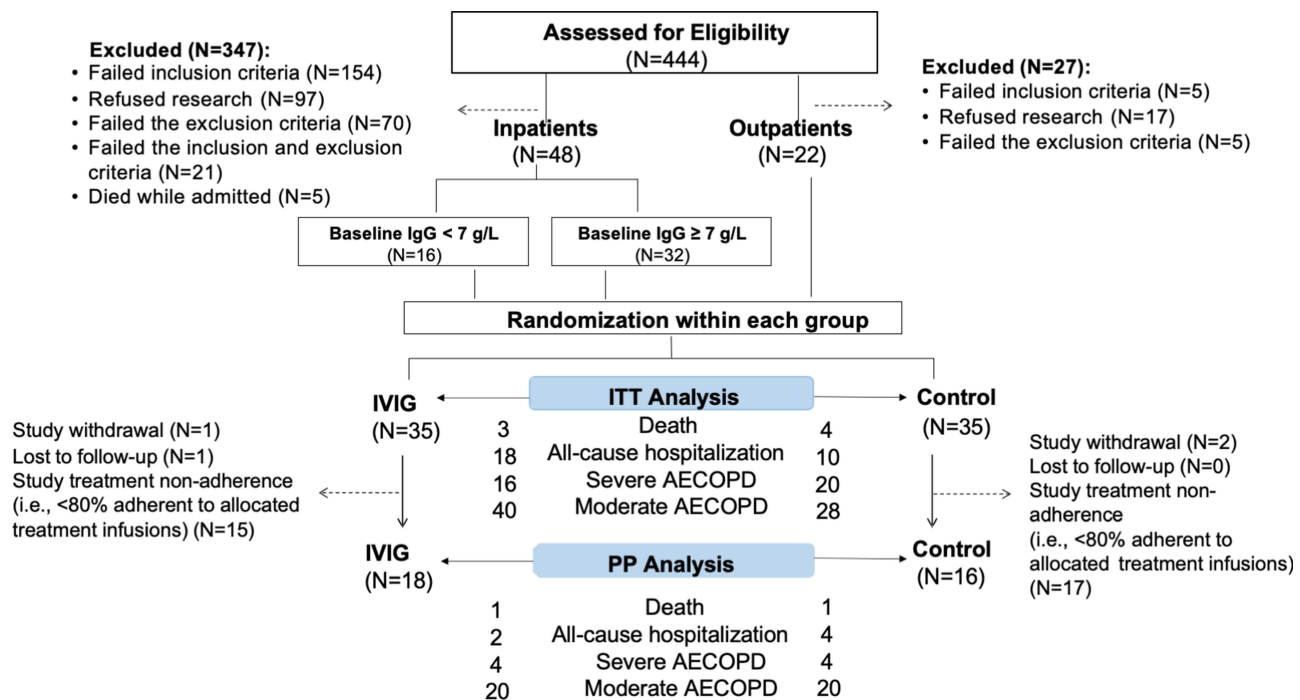 Assessed for Eligibility
(N=444)
Excluded (N=347):
• Failed inclusion criteria (N=154)
• Refused research (N=97)
• Failed the exclusion criteria (N=70)
• Failed the inclusion and exclusion
criteria (N=21)
• Died while admitted (N=5)
Excluded (N=27):
• Failed inclusion criteria (N=5)
• Refused research (N=17)
• Failed the exclusion criteria (N=5)
Inpatients
(N=48)
Outpatients
(N=22)
Baseline IgG < 7 g/L
(N=16)
Baseline IgG ≥ 7 g/L
(N=32)
Randomization within each group
IVIG
(N=35)
ITT Analysis
Control
(N=35)
3 Death 4
18 All-cause hospitalization 10
16 Severe AECOPD 20
40 Moderate AECOPD 28
Study withdrawal (N=1)
Lost to follow-up (N=1)
Study treatment non-adherence
(i.e., <80% adherent to allocated
treatment infusions) (N=15)
Study withdrawal (N=2)
Lost to follow-up (N=0)
Study treatment non-
adherence
(i.e., <80% adherent to
allocated treatment infusions)
(N=17)
IVIG
(N=18)
PP Analysis
Control
(N=16)
1 Death 1
2 All-cause hospitalization 4
4 Severe AECOPD 4
20 Moderate AECOPD 20